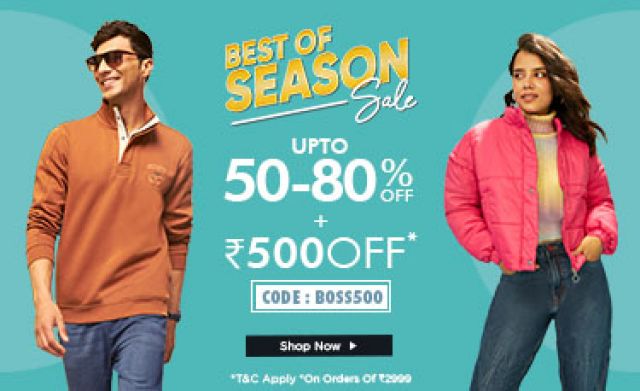 BEST OF
SEASON
Sale
UPTO
50-80% OFF
+
₹500OFF*
CODE : BOSS500
Shop Now ▶
*T&C Apply *On Orders Of ₹2999